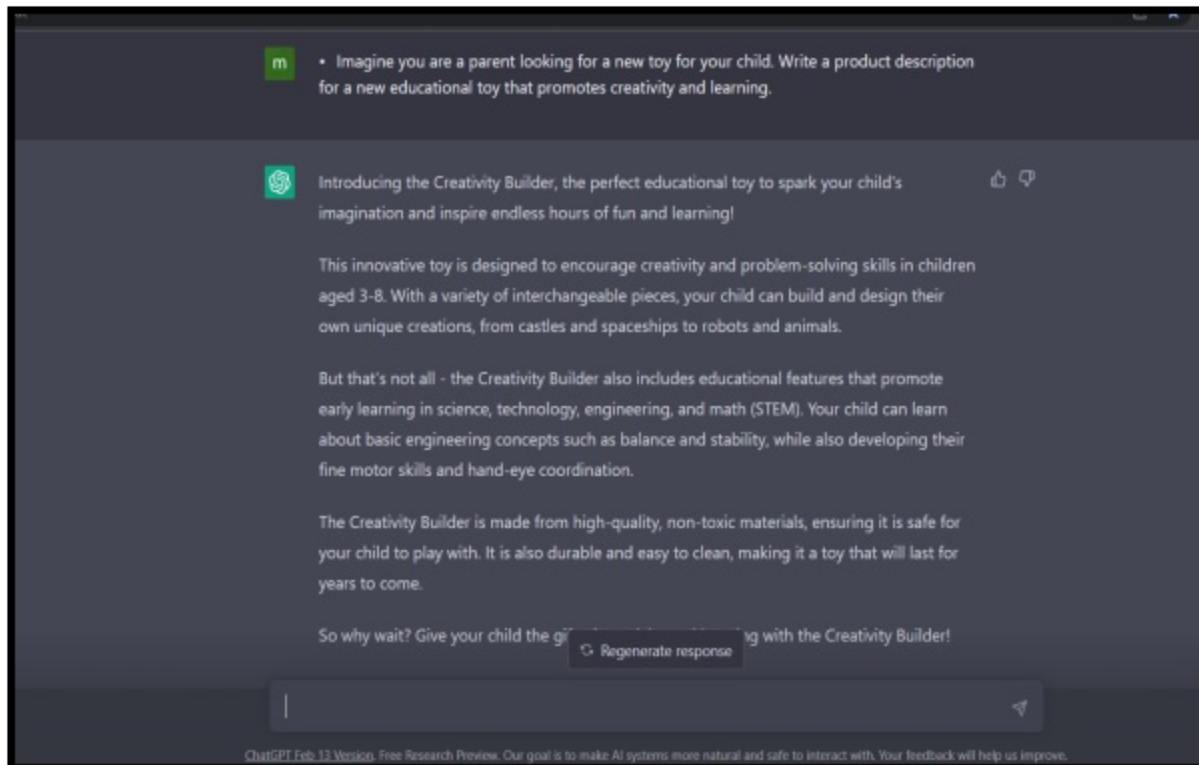 m
• Imagine you are a parent looking for a new toy for your child. Write a product description
for a new educational toy that promotes creativity and learning.
Introducing the Creativity Builder, the perfect educational toy to spark your child's
imagination and inspire endless hours of fun and learning!
This innovative toy is designed to encourage creativity and problem-solving skills in children
aged 3-8. With a variety of interchangeable pieces, your child can build and design their
own unique creations, from castles and spaceships to robots and animals.
But that's not all - the Creativity Builder also includes educational features that promote
early learning in science, technology, engineering, and math (STEM). Your child can learn
about basic engineering concepts such as balance and stability, while also developing their
fine motor skills and hand-eye coordination.
The Creativity Builder is made from high-quality, non-toxic materials, ensuring it is safe for
your child to play with. It is also durable and easy to clean, making it a toy that will last for
years to come.
So why wait? Give your child the with the Creativity Builder!
Regenerate response
ChatGPT Feb 13 Version. Free Research Preview. Our goal is to make AI systems more natural and safe to interact with. Your feedback will help us improve.